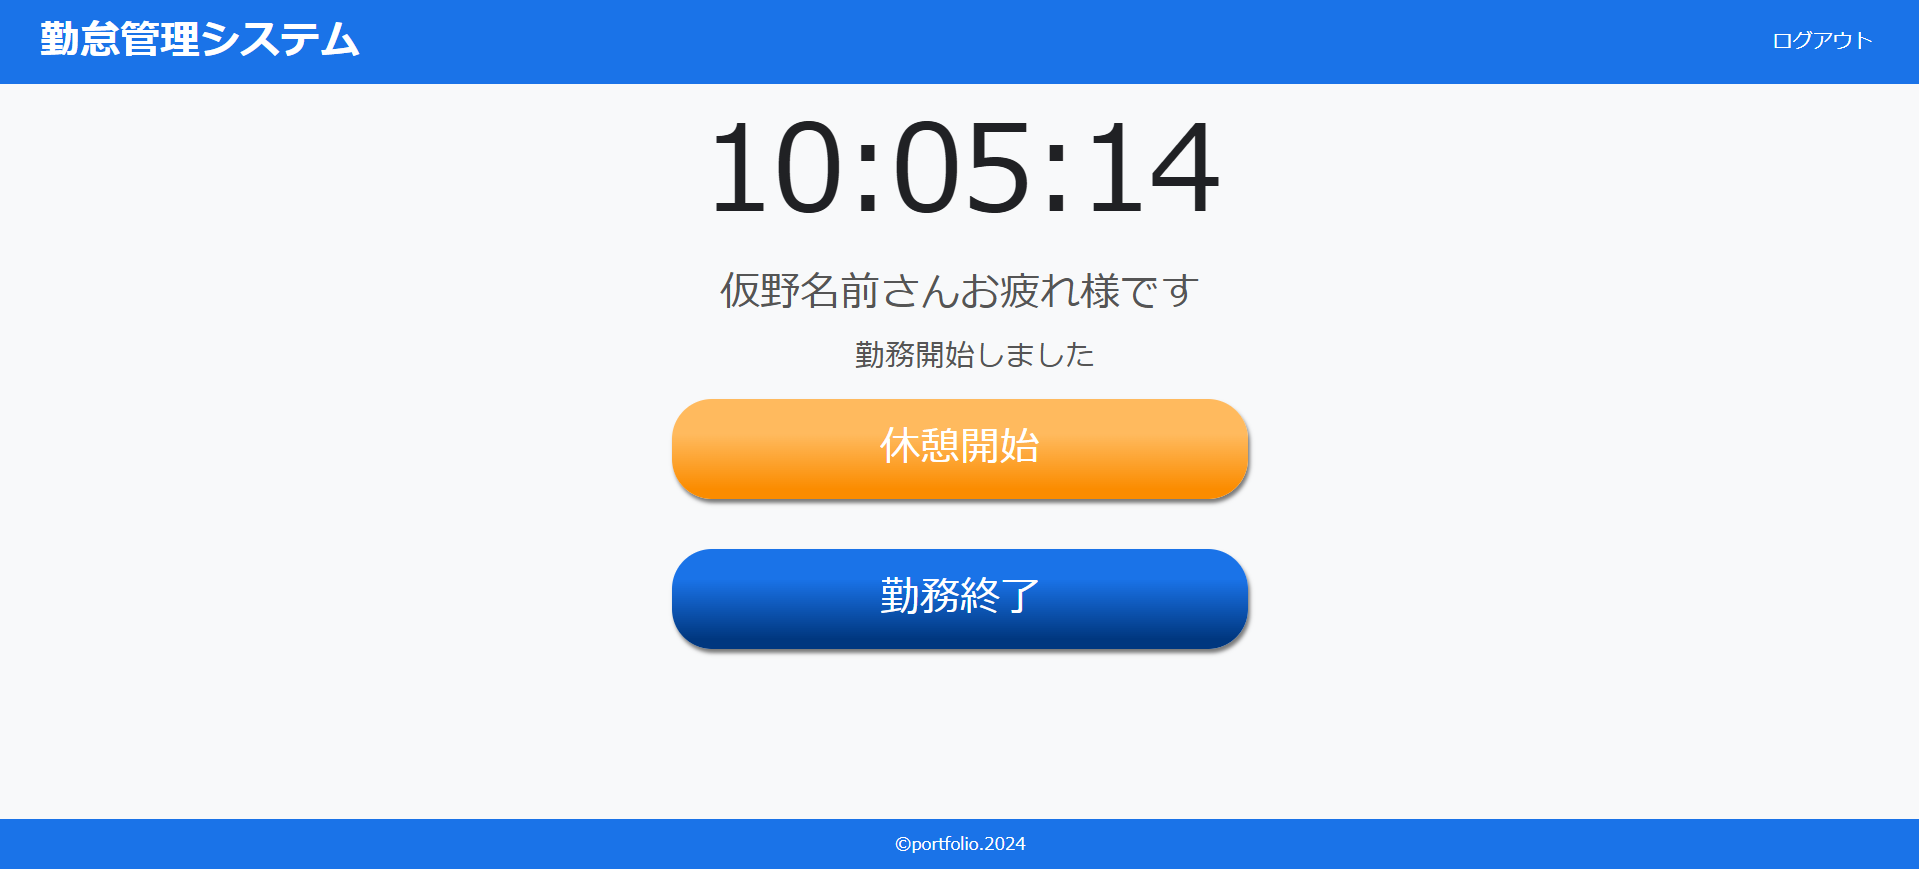 勤怠管理システム
ログアウト
10:05:14
仮野名前さんお疲れ様です
勤務開始しました
休憩開始
勤務終了
©portfolio.2024